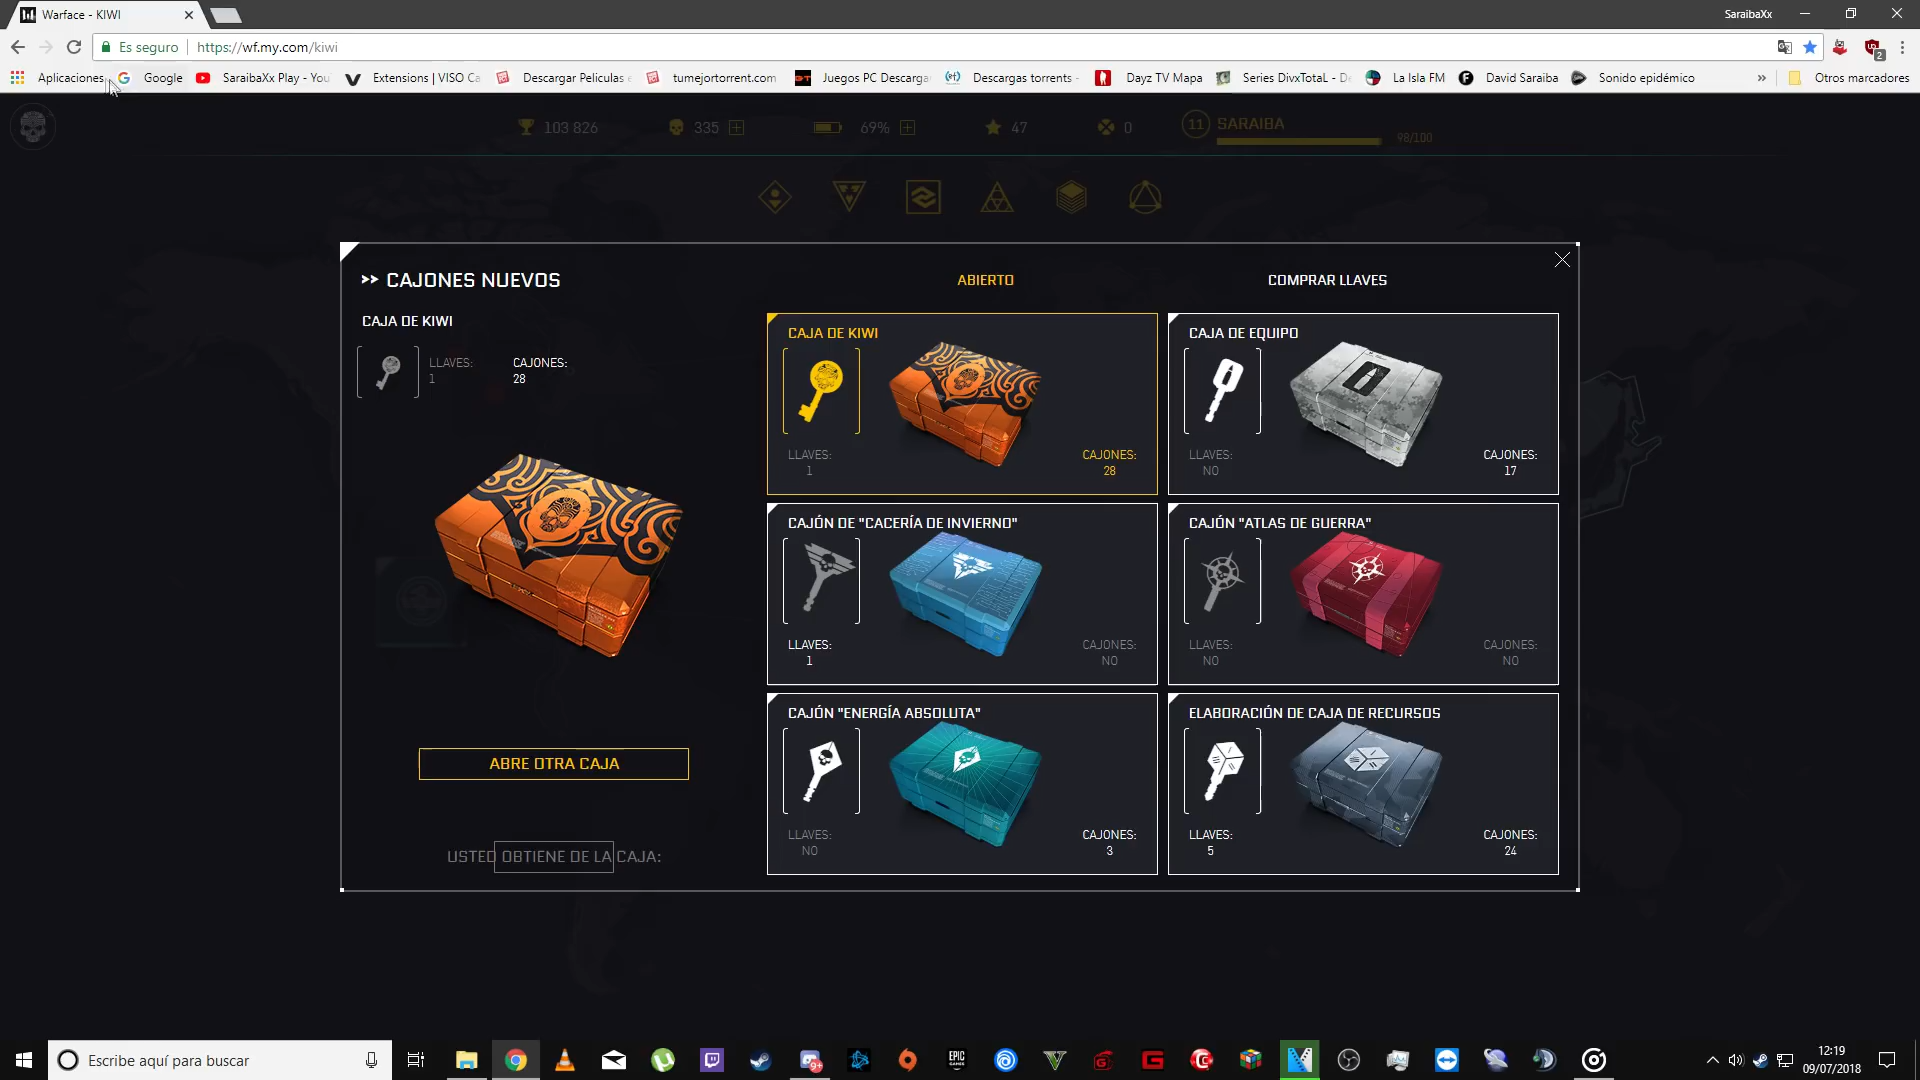 Warface - KIWI
SaraibaXx
Es seguro
https://wf.my.com/kiwi
2
Aplicaciones
Google
SaraibaXx Play - You
Extensions | VISO Ca
Descargar Peliculas e
tumejortorrent.com
Juegos PC Descarga
Descargas torrents -
Dayz TV Mapa
Series DivxTotaL - De
La Isla FM
David Saraiba
Sonido epidémico
»
Otros marcadores
103 826
335
69%
47
0
11
SARAIBA
98/100
>> CAJONES NUEVOS
ABIERTO
COMPRAR LLAVES
CAJA DE KIWI
LLAVES:
1
CAJONES:
28
ABRE OTRA CAJA
USTED OBTIENE DE LA CAJA:
CAJA DE KIWI
LLAVES:
1
CAJONES:
28
CAJA DE EQUIPO
LLAVES:
NO
CAJONES:
17
CAJÓN DE "CACERÍA DE INVIERNO"
LLAVES:
1
CAJONES:
NO
CAJÓN "ATLAS DE GUERRA"
LLAVES:
NO
CAJONES:
NO
CAJÓN "ENERGÍA ABSOLUTA"
LLAVES:
NO
CAJONES:
3
ELABORACIÓN DE CAJA DE RECURSOS
LLAVES:
5
CAJONES:
24
Escribe aquí para buscar
9+
EPIC
GAMES
12:19
09/07/2018